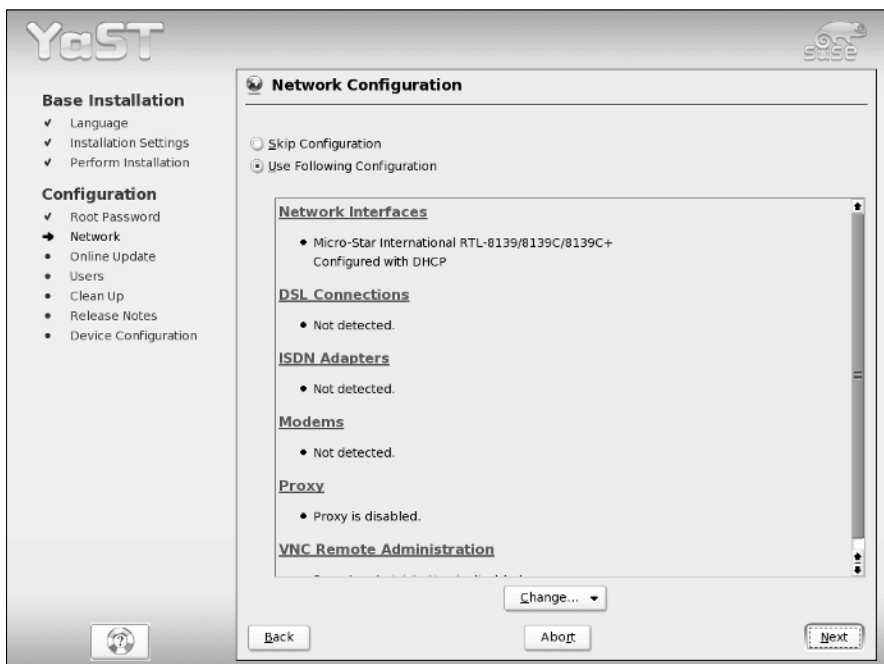 YaST
suse
Base Installation
Language
Installation Settings
Perform Installation
Configuration
Root Password
Network
Online Update
Users
Clean Up
Release Notes
Device Configuration
Network Configuration
Skip Configuration
Use Following Configuration
Network Interfaces
Micro-Star International RTL-8139/8139C/8139C+
Configured with DHCP
DSL Connections
Not detected.
ISDN Adapters
Not detected.
Modems
Not detected.
Proxy
Proxy is disabled.
VNC Remote Administration
Change...
Back
Abort
Next